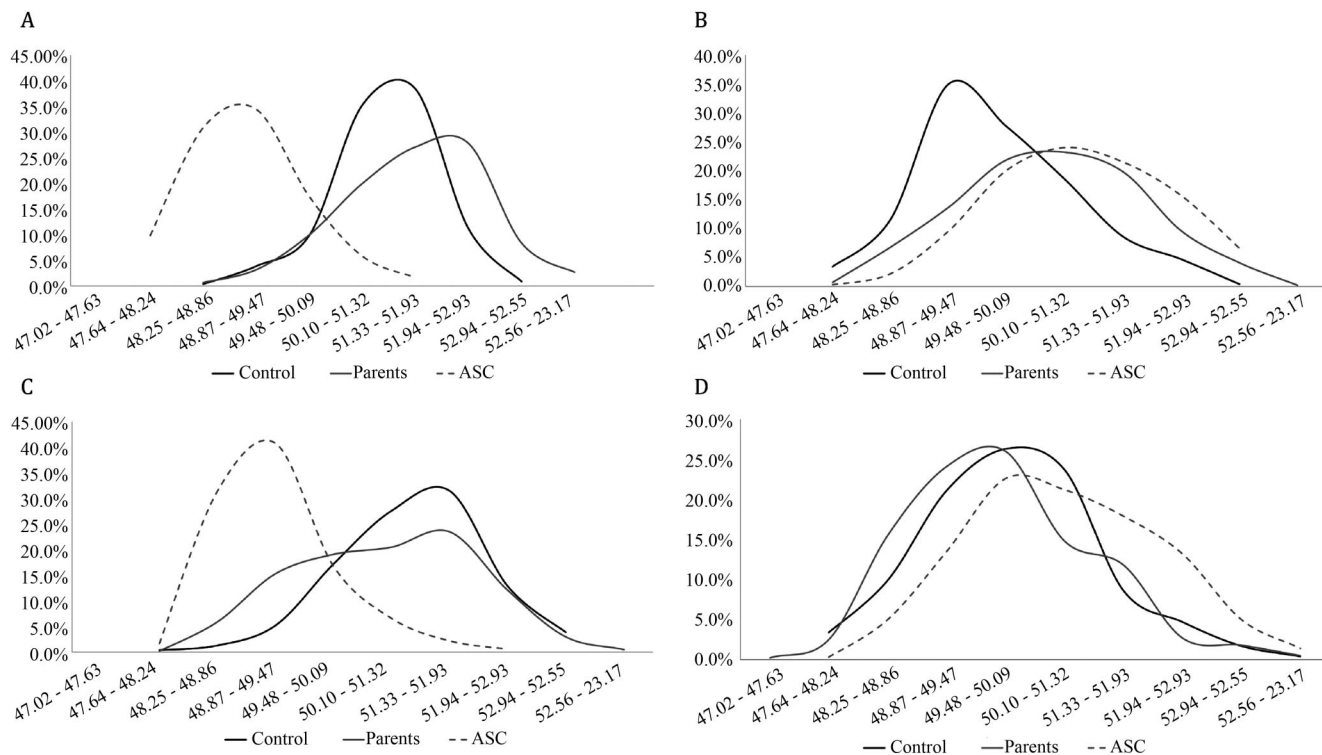 A
45.00%
40.0%
35.0%
30.0%
25.0%
20.0%
15.0%
10.0%
5.0%
0.0%
47.02 - 47.63
47.64 - 48.24
48.25 - 48.86
48.87 - 49.47
49.48 - 50.09
50.10 - 51.32
51.33 - 51.93
51.94 - 52.93
52.94 - 52.55
52.56 - 23.17
Control Parents ASC
B
40.0%
35.0%
30.0%
25.0%
20.0%
15.0%
10.0%
5.0%
0.0%
47.02 - 47.63
47.64 - 48.24
48.25 - 48.86
48.87 - 49.47
49.48 - 50.09
50.10 - 51.32
51.33 - 51.93
51.94 - 52.93
52.94 - 52.55
52.56 - 23.17
Control Parents ASC
C
45.00%
40.0%
35.0%
30.0%
25.0%
20.0%
15.0%
10.0%
5.0%
0.0%
47.02 - 47.63
47.64 - 48.24
48.25 - 48.86
48.87 - 49.47
49.48 - 50.09
50.10 - 51.32
51.33 - 51.93
51.94 - 52.93
52.94 - 52.55
52.56 - 23.17
Control Parents ASC
D
30.0%
25.0%
20.0%
15.0%
10.0%
5.0%
0.0%
47.02 - 47.63
47.64 - 48.24
48.25 - 48.86
48.87 - 49.47
49.48 - 50.09
50.10 - 51.32
51.33 - 51.93
51.94 - 52.93
52.94 - 52.55
52.56 - 23.17
Control Parents ASC